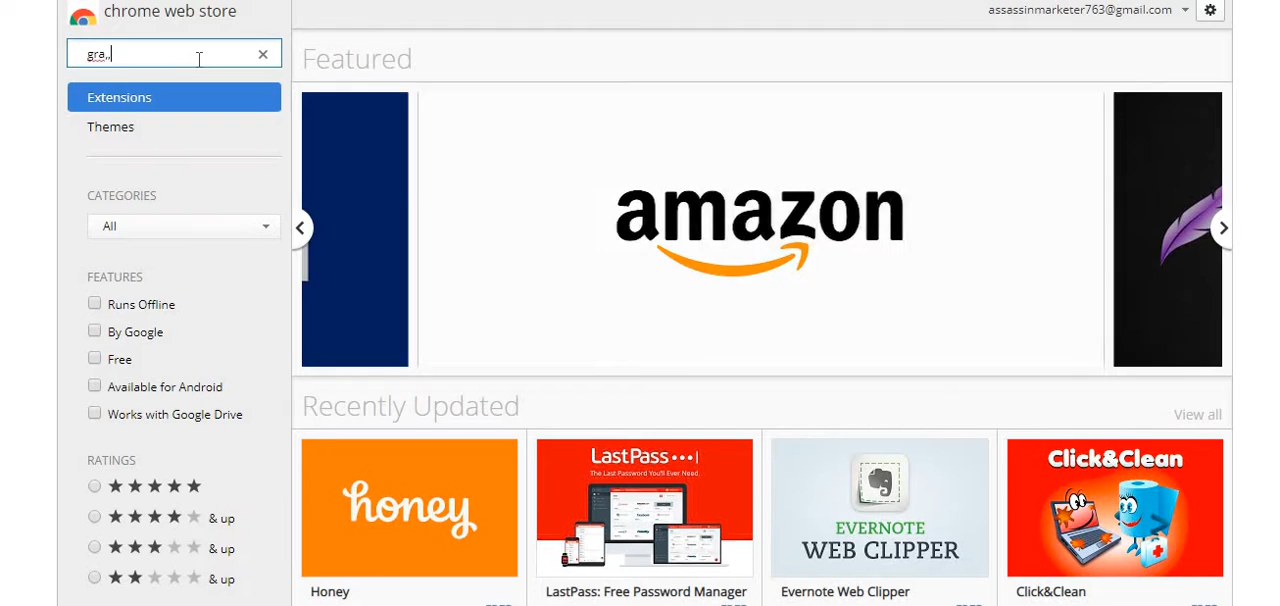 chrome web store
assassinmarketer763@gmail.com
gra,,
Featured
Extensions
Themes
amazon
CATEGORIES
All
FEATURES
Runs Offline
By Google
Free
Available for Android
Works with Google Drive
Recently Updated
View all
RATINGS
& up
& up
& up
honey
LastPass
The Last Password You'll Ever Need.
EVERNOTE
WEB CLIPPER
Click&Clean
Honey
LastPass: Free Password Manager
Evernote Web Clipper
Click&Clean